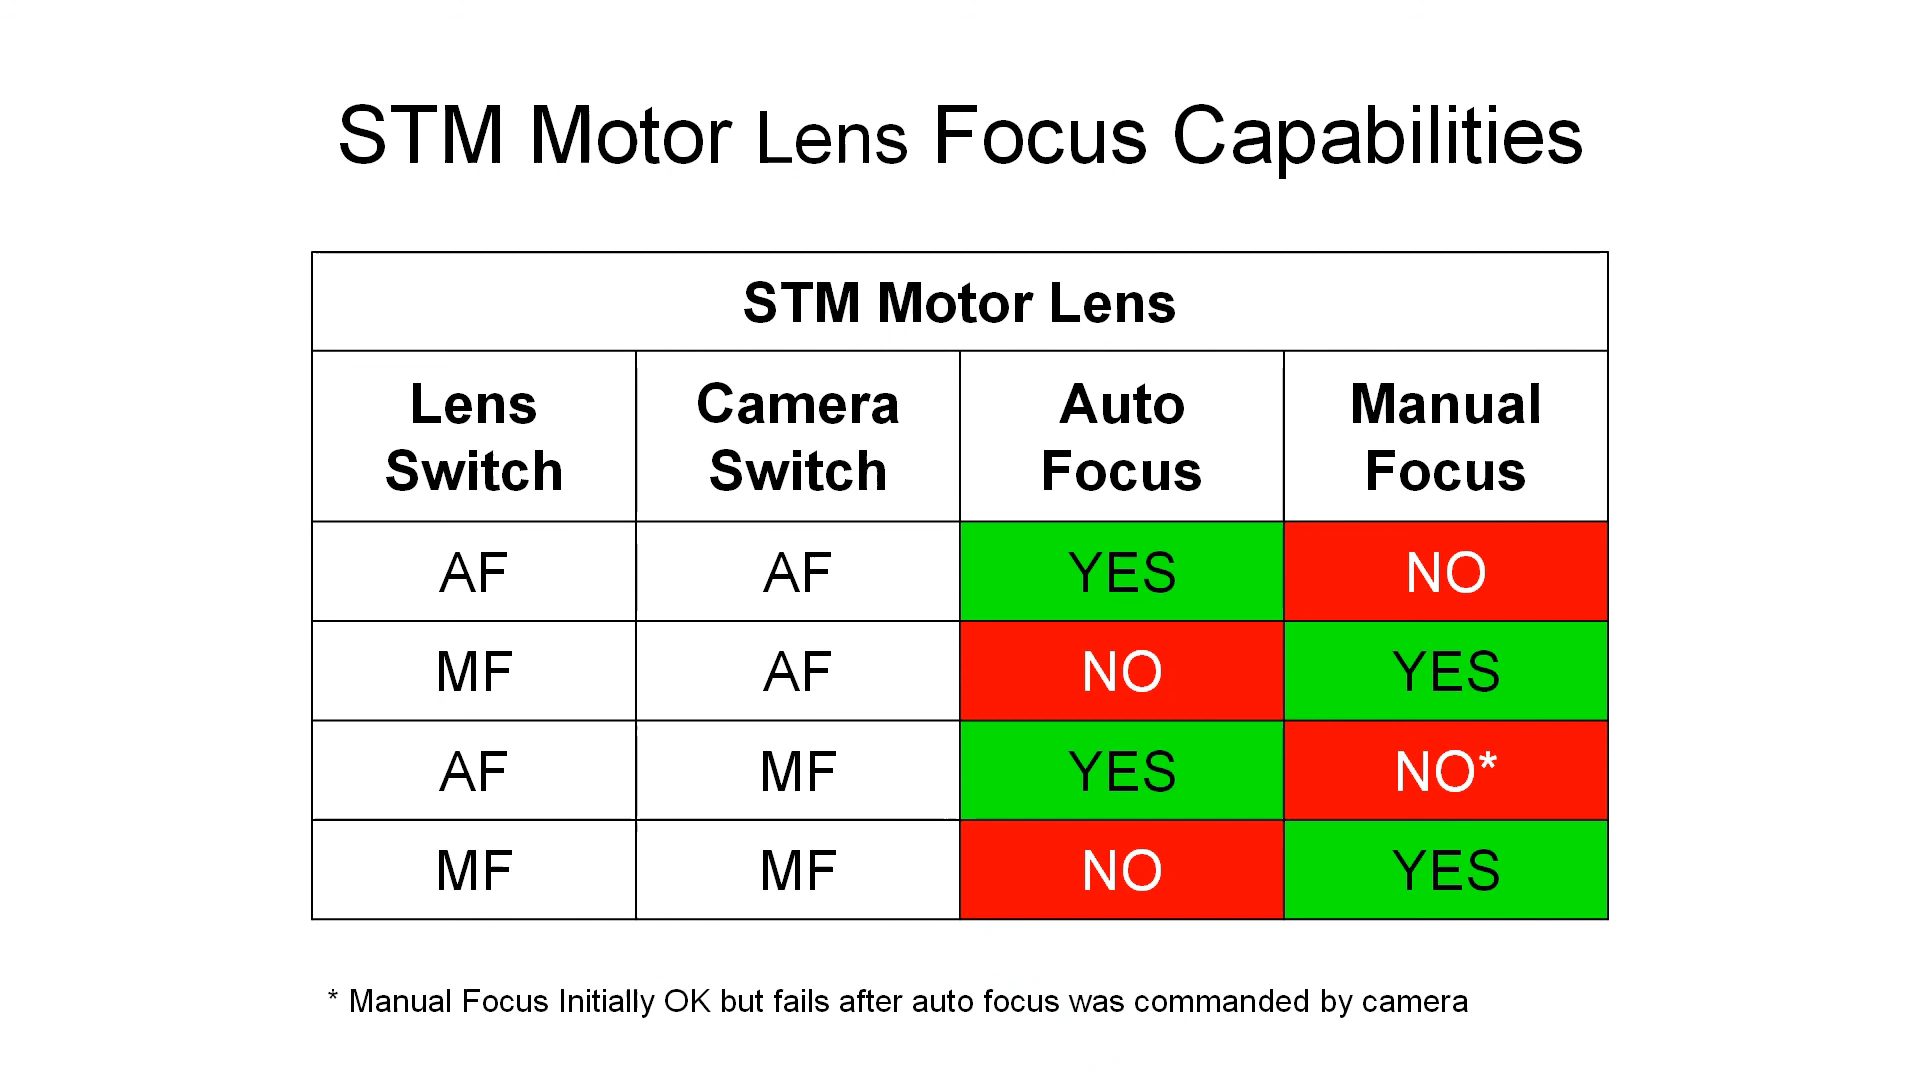 STM Motor Lens Focus Capabilities
STM Motor Lens
Lens Switch Camera Switch Auto Focus Manual Focus
AF AF YES NO
MF AF NO YES
AF MF YES NO*
MF MF NO YES
* Manual Focus Initially OK but fails after auto focus was commanded by camera